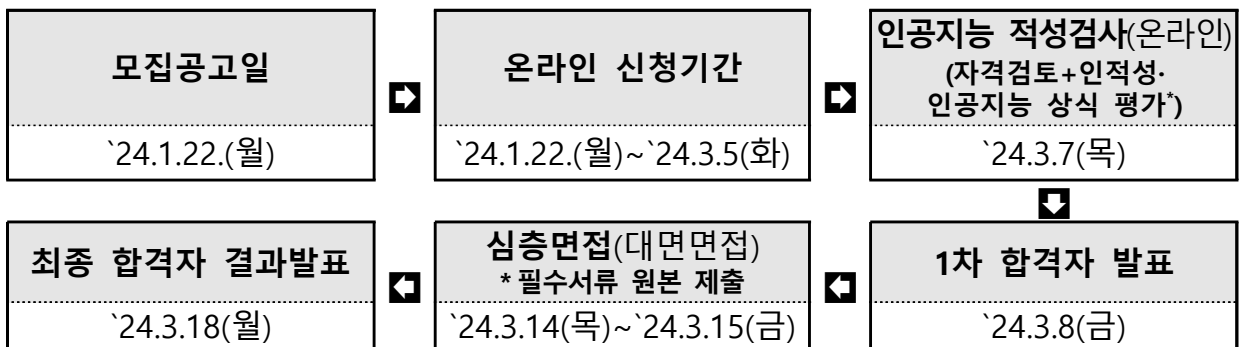 모집공고일
`24.1.22.(월)
온라인 신청기간
`24.1.22.(월)~`24.3.5(화)
인공지능 적성검사(온라인)
(자격검토+인적성·
인공지능 상식 평가*)
`24.3.7(목)
1차 합격자 발표
`24.3.8(금)
심층면접(대면면접)
* 필수서류 원본 제출
`24.3.14(목)~`24.3.15(금)
최종 합격자 결과발표
`24.3.18(월)